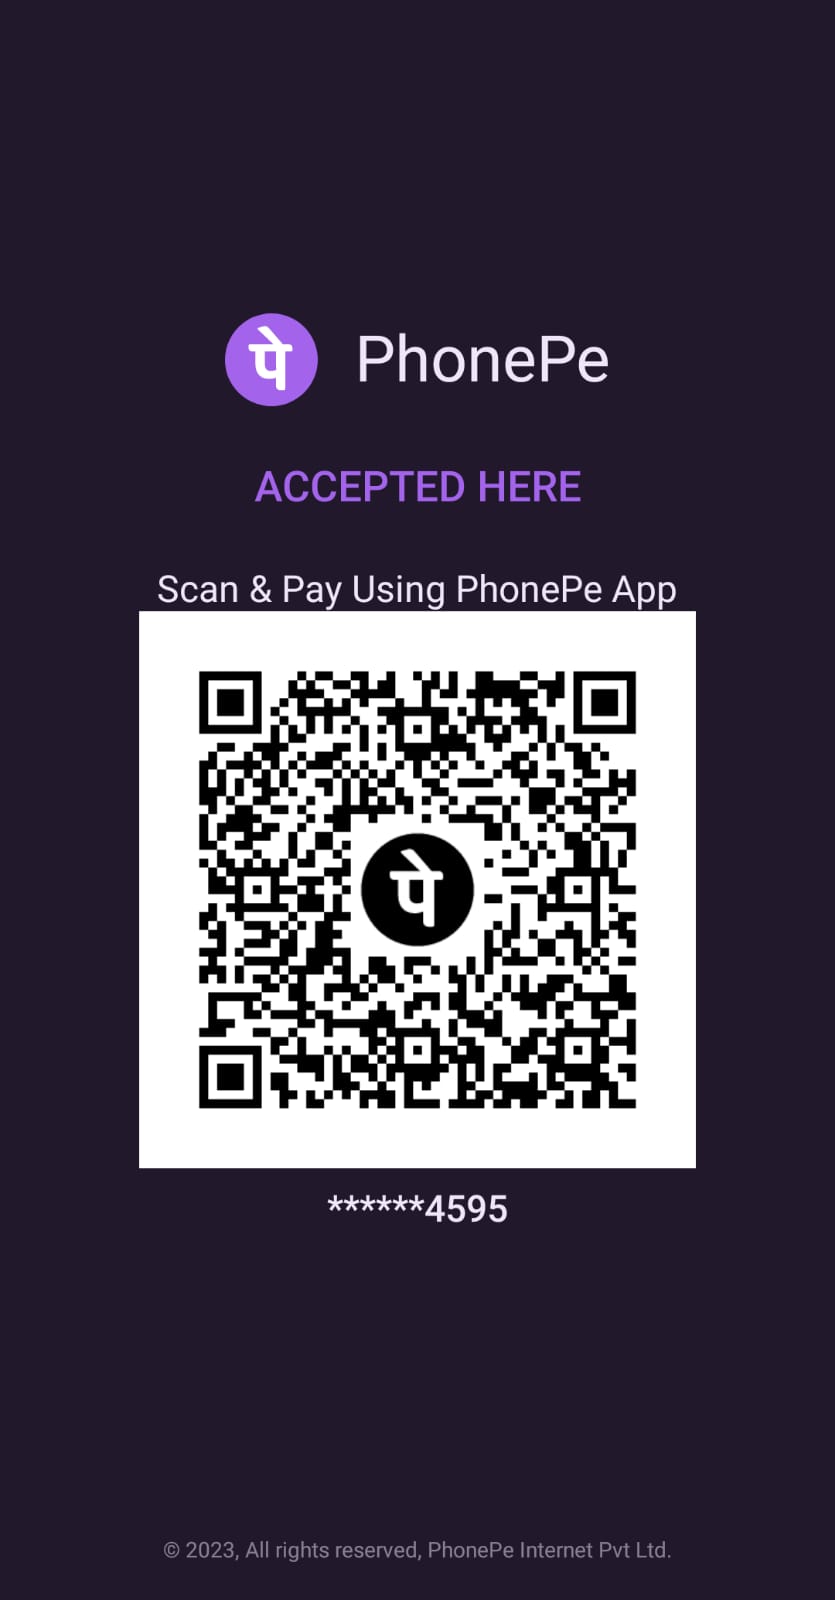 पे PhonePe
ACCEPTED HERE
Scan & Pay Using PhonePe App
पे
******4595
© 2023, All rights reserved, PhonePe Internet Pvt Ltd.